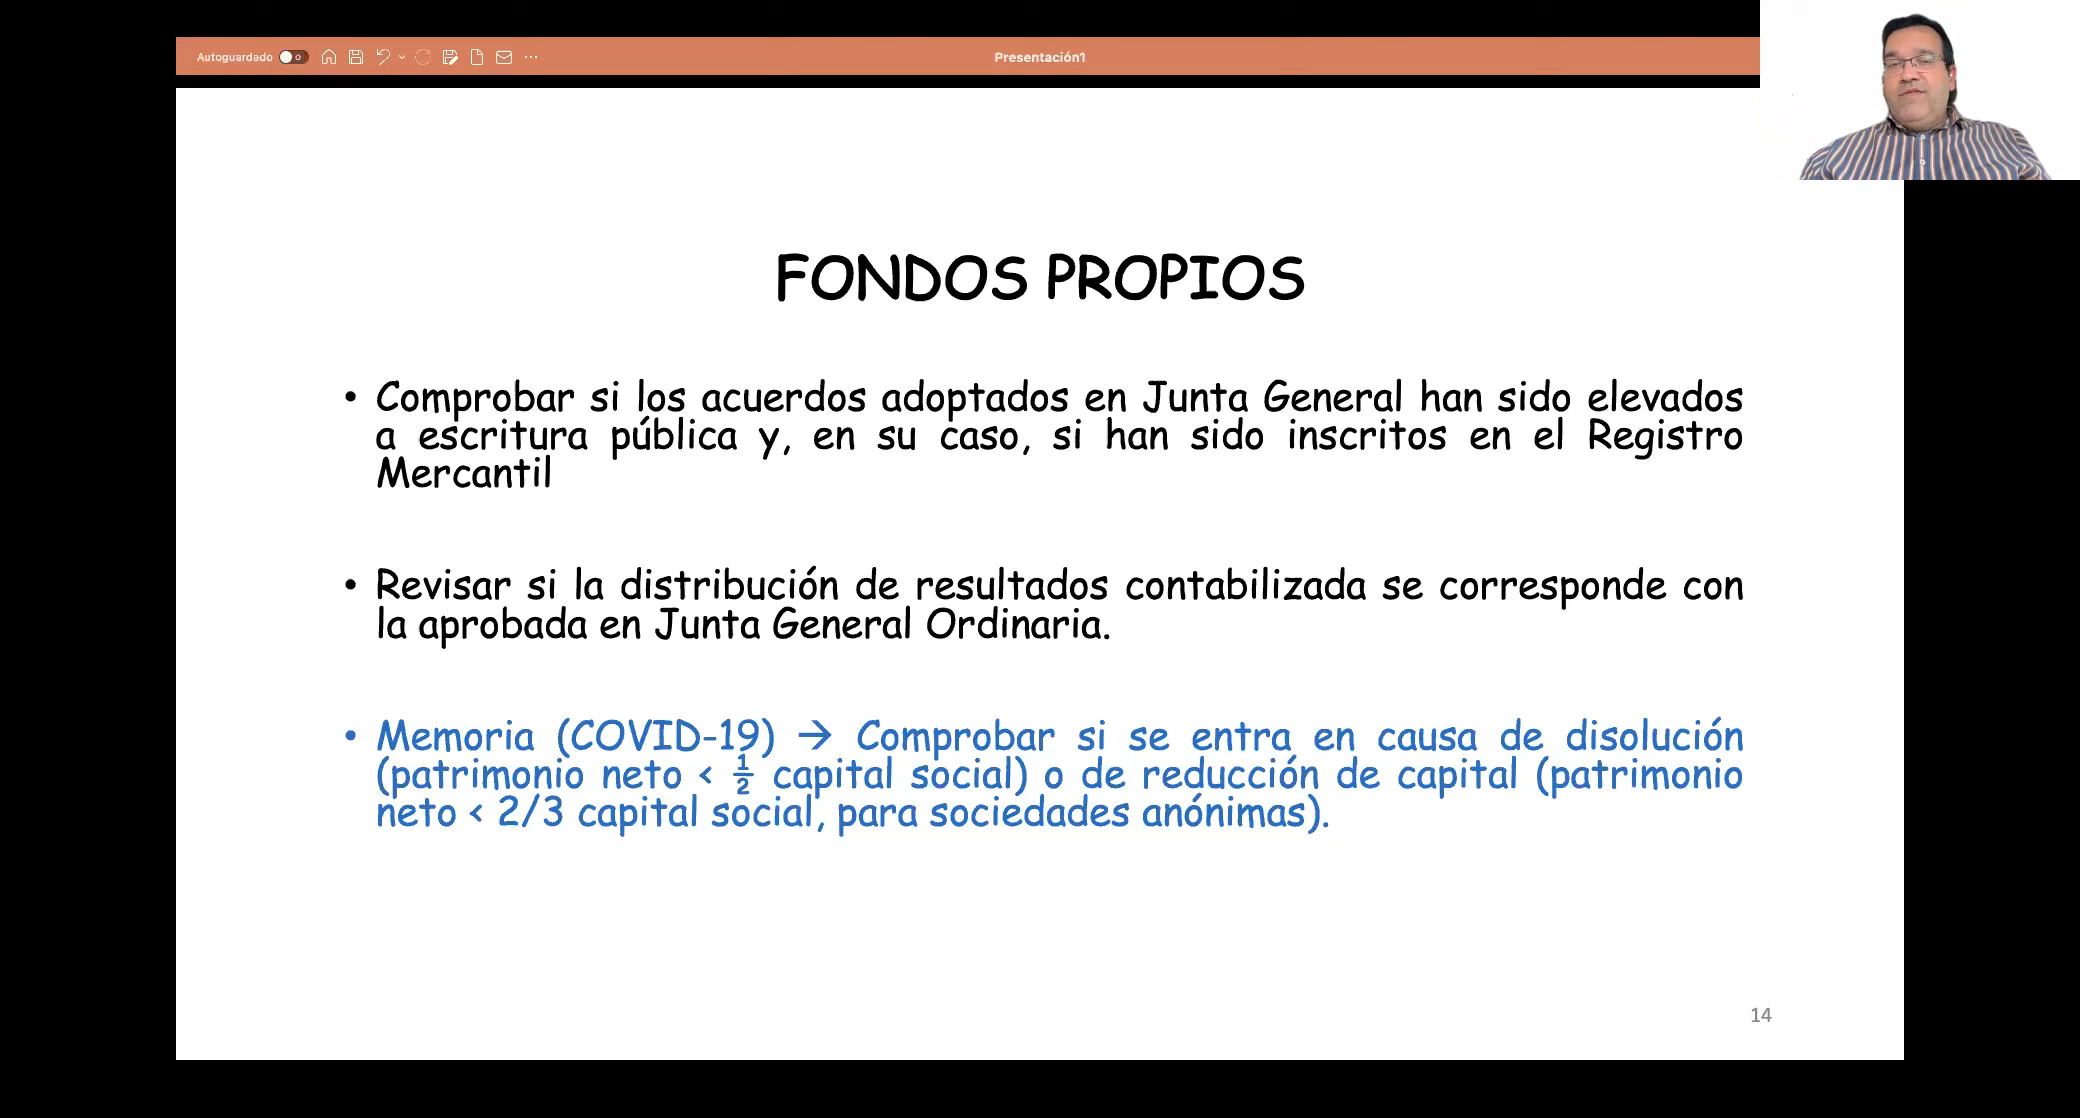 Autoguardado
Presentación1
FONDOS PROPIOS
• Comprobar si los acuerdos adoptados en Junta General han sido elevados
a escritura pública y, en su caso, si han sido inscritos en el Registro
Mercantil
• Revisar si la distribución de resultados contabilizada se corresponde con
la aprobada en Junta General Ordinaria.
• Memoria (COVID-19) → Comprobar si se entra en causa de disolución
(patrimonio neto < ½ capital social) o de reducción de capital (patrimonio
neto < 2/3 capital social, para sociedades anónimas).
14